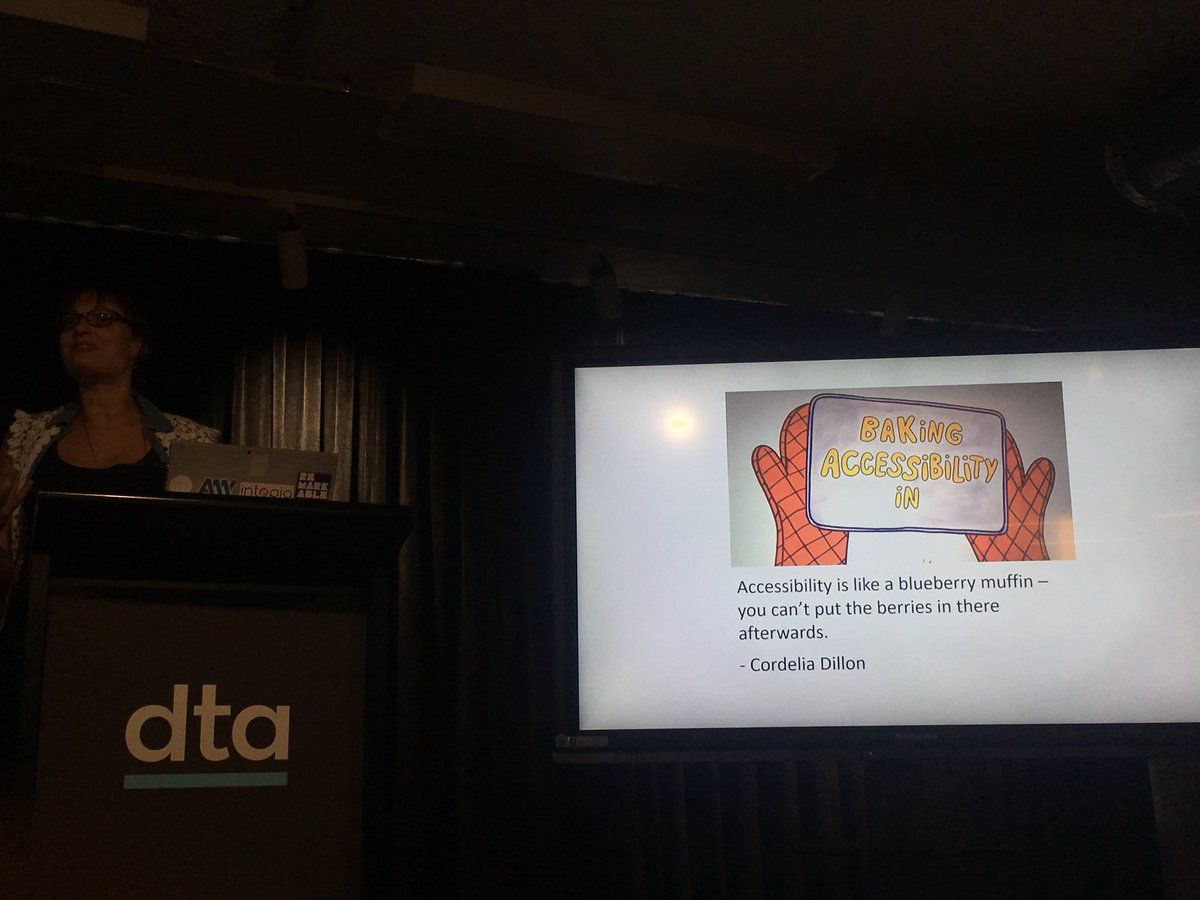 BAKiNG
ACCESSiBiLiTY
iN
Accessibility is like a blueberry muffin –
you can't put the berries in there
afterwards.
- Cordelia Dillon
intopia
RE
MARK
ABLE
dta